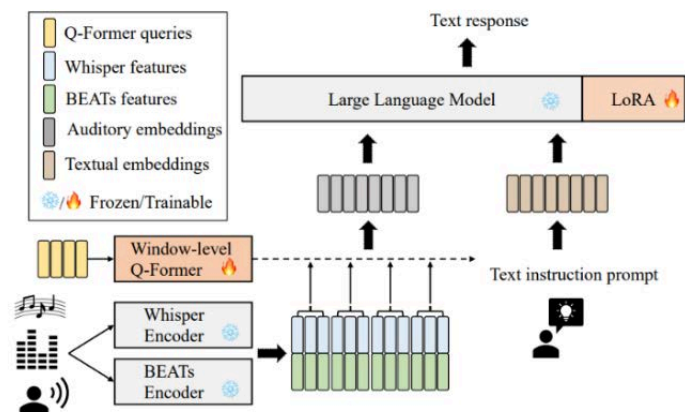 Text response
Q-Former queries
Whisper features
BEATs features
Auditory embeddings
Textual embeddings
/ Frozen/Trainable
Large Language Model
LoRA
Window-level
Q-Former
Text instruction prompt
Whisper
Encoder
BEATs
Encoder